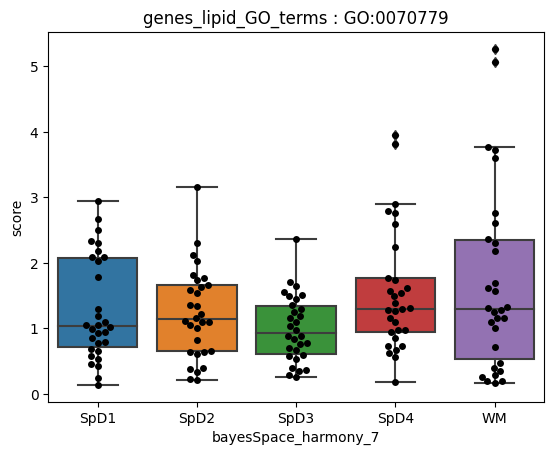 genes_lipid_GO_terms : GO:0070779
5
4
3
2
1
0
score
SpD1 SpD2 SpD3 SpD4 WM
bayesSpace_harmony_7